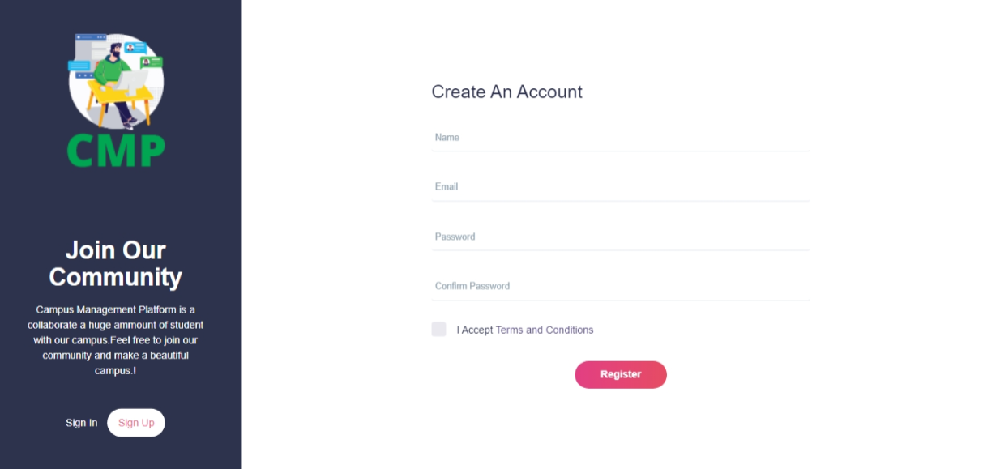 CMP
Join Our
Community
Campus Management Platform is a
collaborate a huge ammount of student
with our campus.Feel free to join our
community and make a beautiful
campus.!
Sign In
Sign Up
Create An Account
Name
Email
Password
Confirm Password
I Accept Terms and Conditions
Register